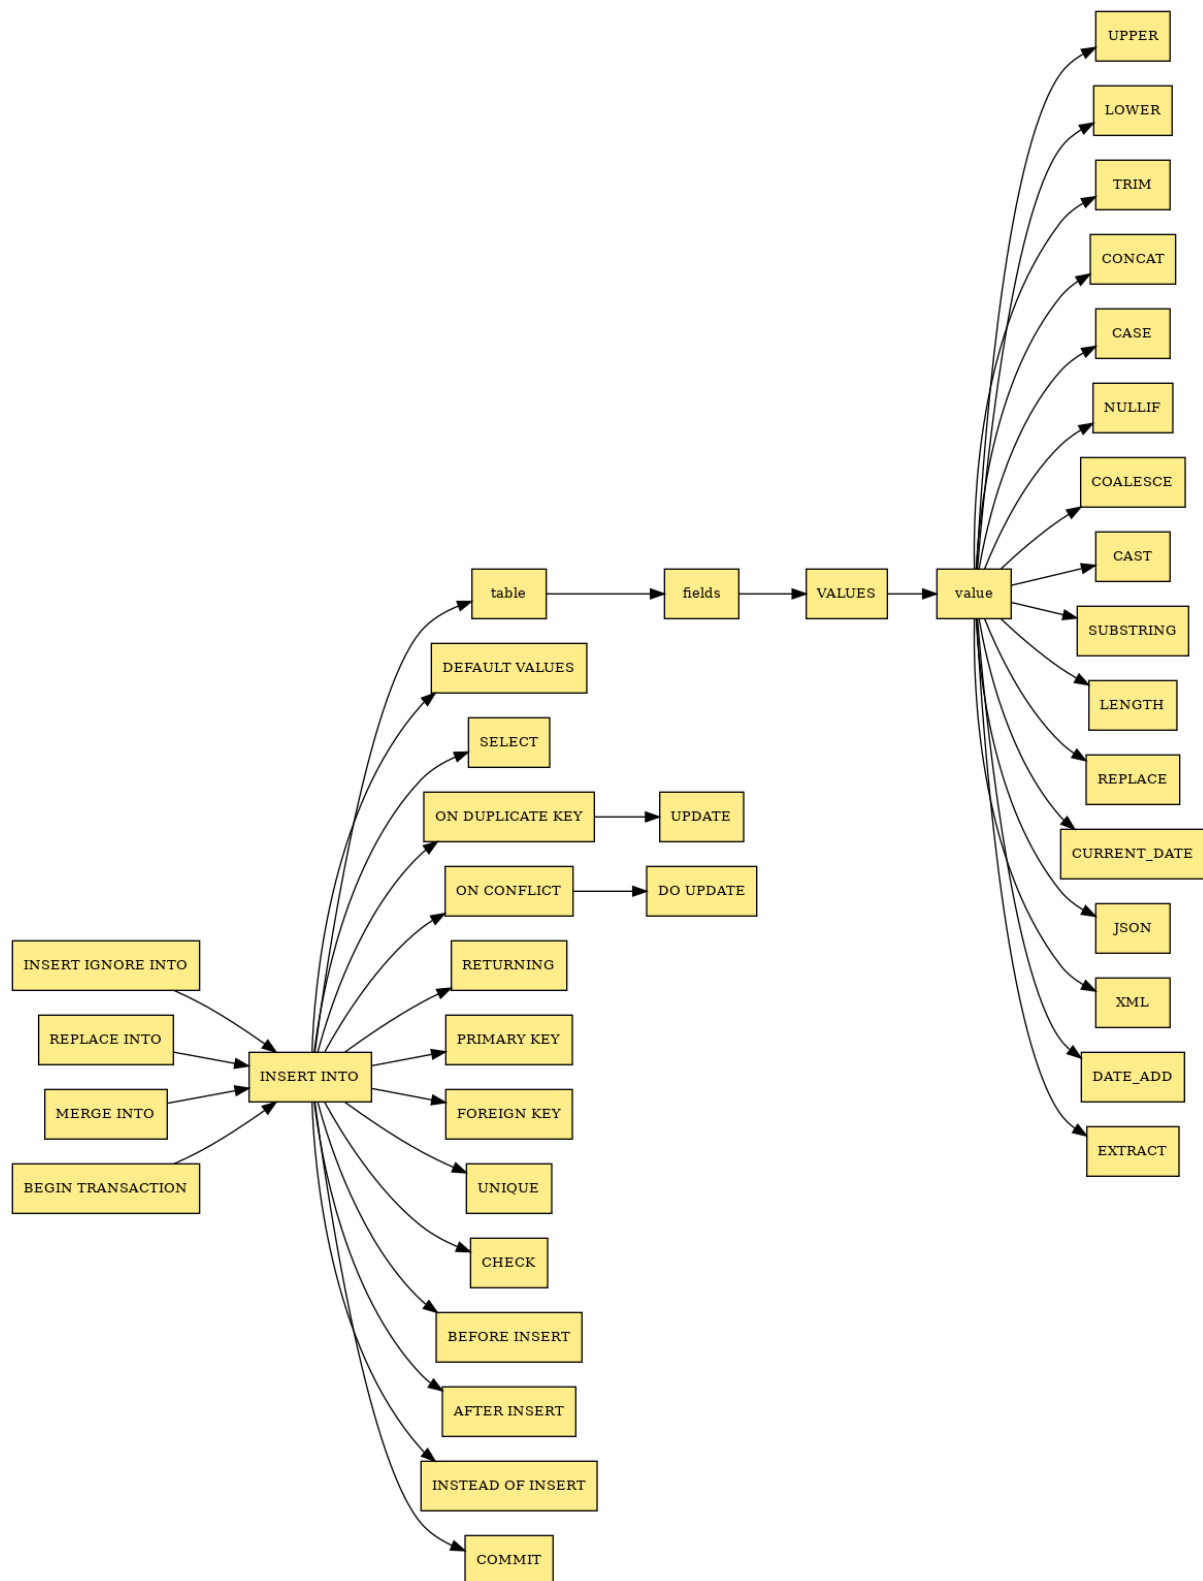 UPPER
LOWER
TRIM
CONCAT
CASE
NULLIF
COALESCE
CAST
table
fields
VALUES
value
SUBSTRING
DEFAULT VALUES
LENGTH
SELECT
REPLACE
ON DUPLICATE KEY
UPDATE
CURRENT_DATE
ON CONFLICT
DO UPDATE
JSON
INSERT IGNORE INTO
RETURNING
XML
REPLACE INTO
PRIMARY KEY
INSERT INTO
DATE_ADD
MERGE INTO
FOREIGN KEY
EXTRACT
BEGIN TRANSACTION
UNIQUE
CHECK
BEFORE INSERT
AFTER INSERT
INSTEAD OF INSERT
COMMIT